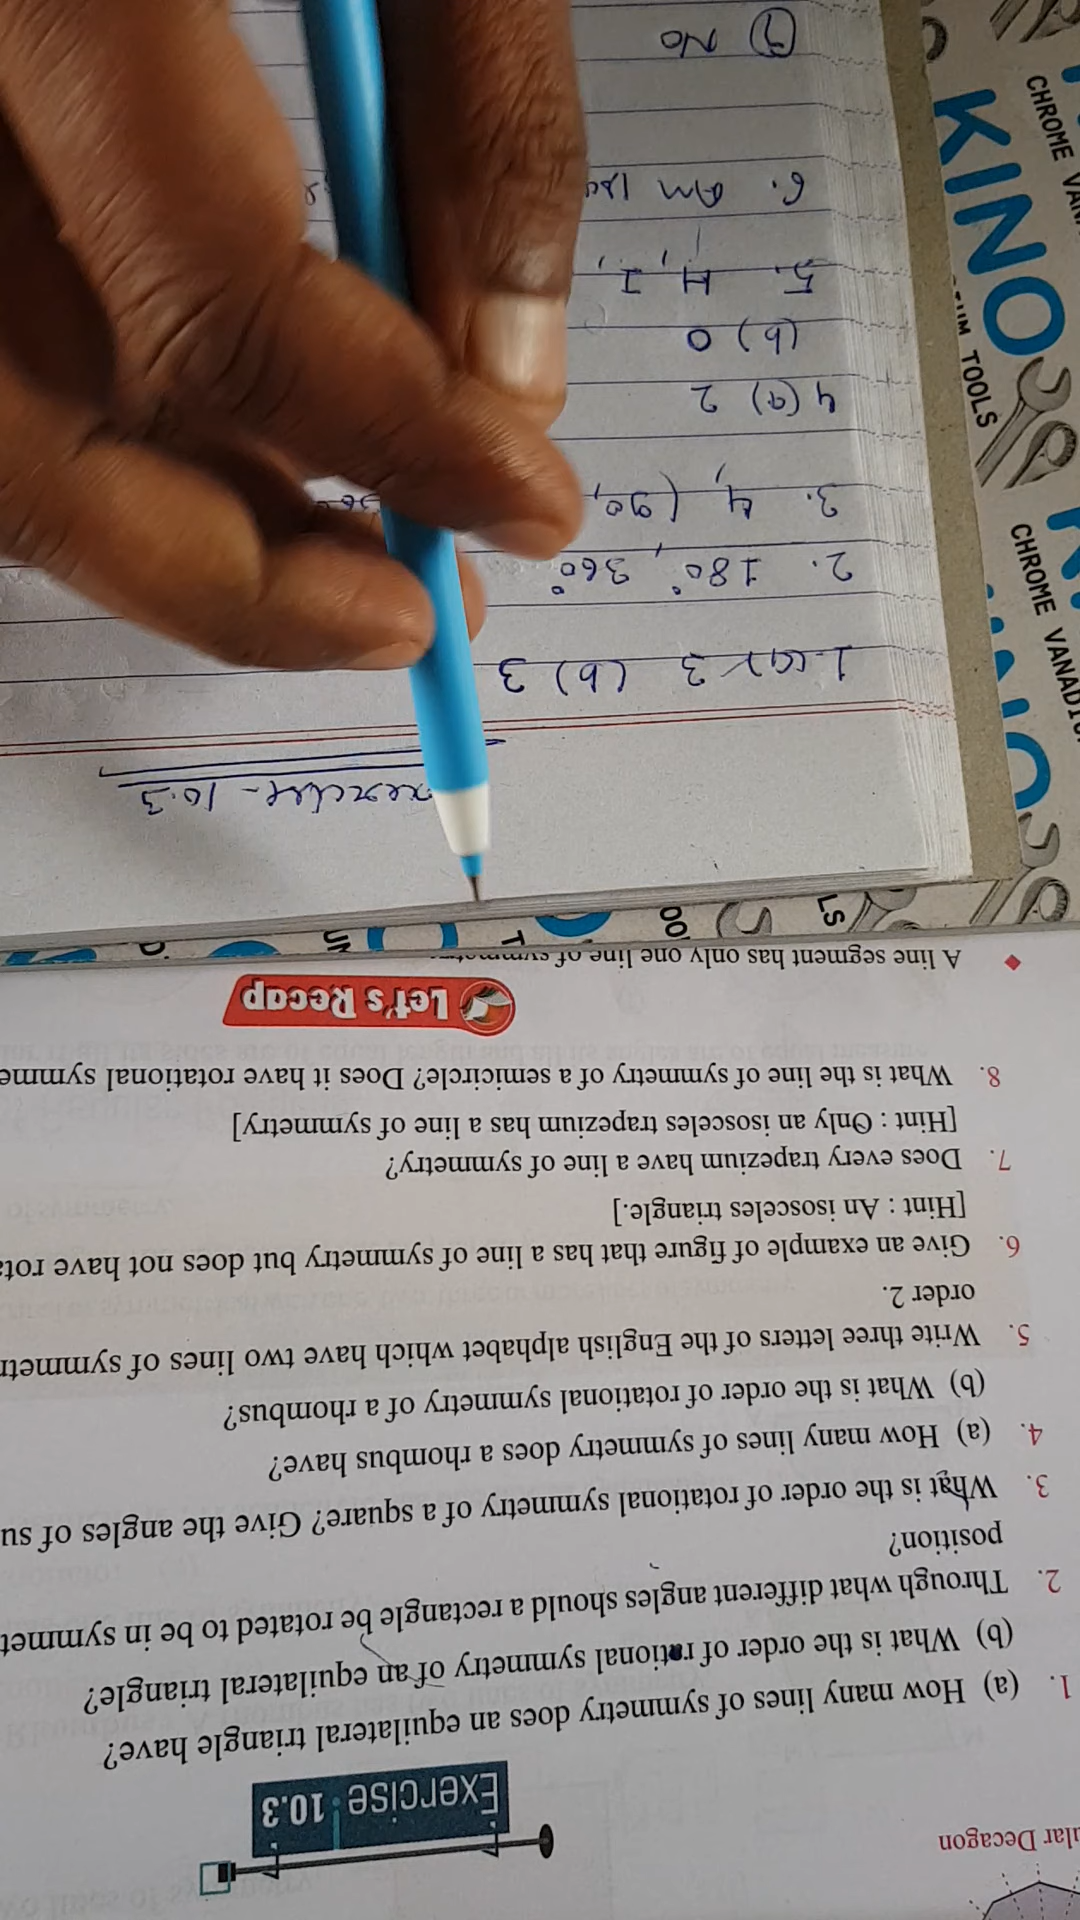 ular Decagon
Exercise 10.3
1. (a) How many lines of symmetry does an equilateral triangle have?
(b) What is the order of rational symmetry of an equilateral triangle?
2. Through what different angles should a rectangle be rotated to be in symmet
position?
3. What is the order of rotational symmetry of a square? Give the angles of su
4. (a) How many lines of symmetry does a rhombus have?
(b) What is the order of rotational symmetry of a rhombus?
5. Write three letters of the English alphabet which have two lines of symmetr
order 2.
6. Give an example of figure that has a line of symmetry but does not have rota
[Hint : An isosceles triangle.]
7. Does every trapezium have a line of symmetry?
[Hint : Only an isosceles trapezium has a line of symmetry]
8. What is the line of symmetry of a semicircle? Does it have rotational symme
Let's Recap
A line segment has only one line of symmetry
10.3
1. (a) 3 (b) 3
2. 180°, 360°
3. 4, (90,
4 (a) 2
(b) 0
5. H, I,
6. Am
7) No
KINO
CHROME VANADIU
TOOLS